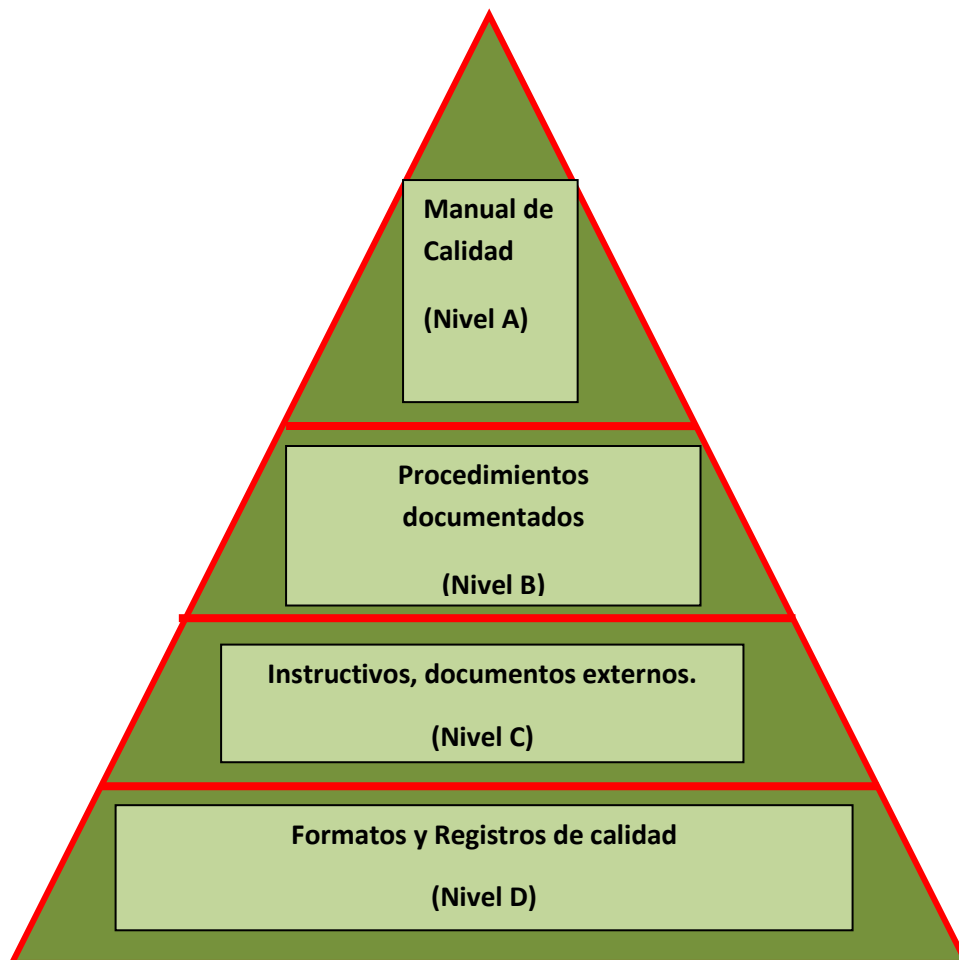 Manual de
Calidad
(Nivel A)
Procedimientos
documentados
(Nivel B)
Instructivos, documentos externos.
(Nivel C)
Formatos y Registros de calidad
(Nivel D)